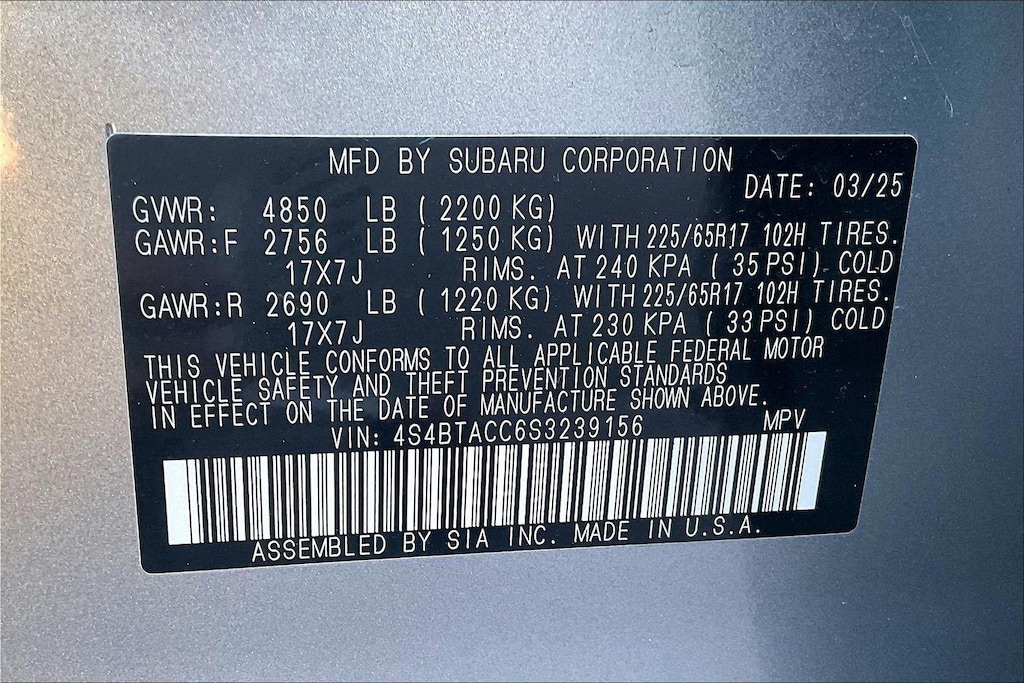 MFD BY SUBARU CORPORATION
DATE: 03/25
GVWR: 4850 LB ( 2200 KG)
GAWR:F 2756 LB ( 1250 KG) WITH 225/65R17 102H TIRES.
17X7J RIMS. AT 240 KPA ( 35 PSI) COLD
GAWR:R 2690 LB ( 1220 KG) WITH 225/65R17 102H TIRES.
17X7J RIMS. AT 230 KPA ( 33 PSI) COLD
THIS VEHICLE CONFORMS TO ALL APPLICABLE FEDERAL MOTOR
VEHICLE SAFETY AND THEFT PREVENTION STANDARDS
IN EFFECT ON THE DATE OF MANUFACTURE SHOWN ABOVE.
VIN: 4S4BTACC6S3239156 MPV
ASSEMBLED BY SIA INC. MADE IN U.S.A.